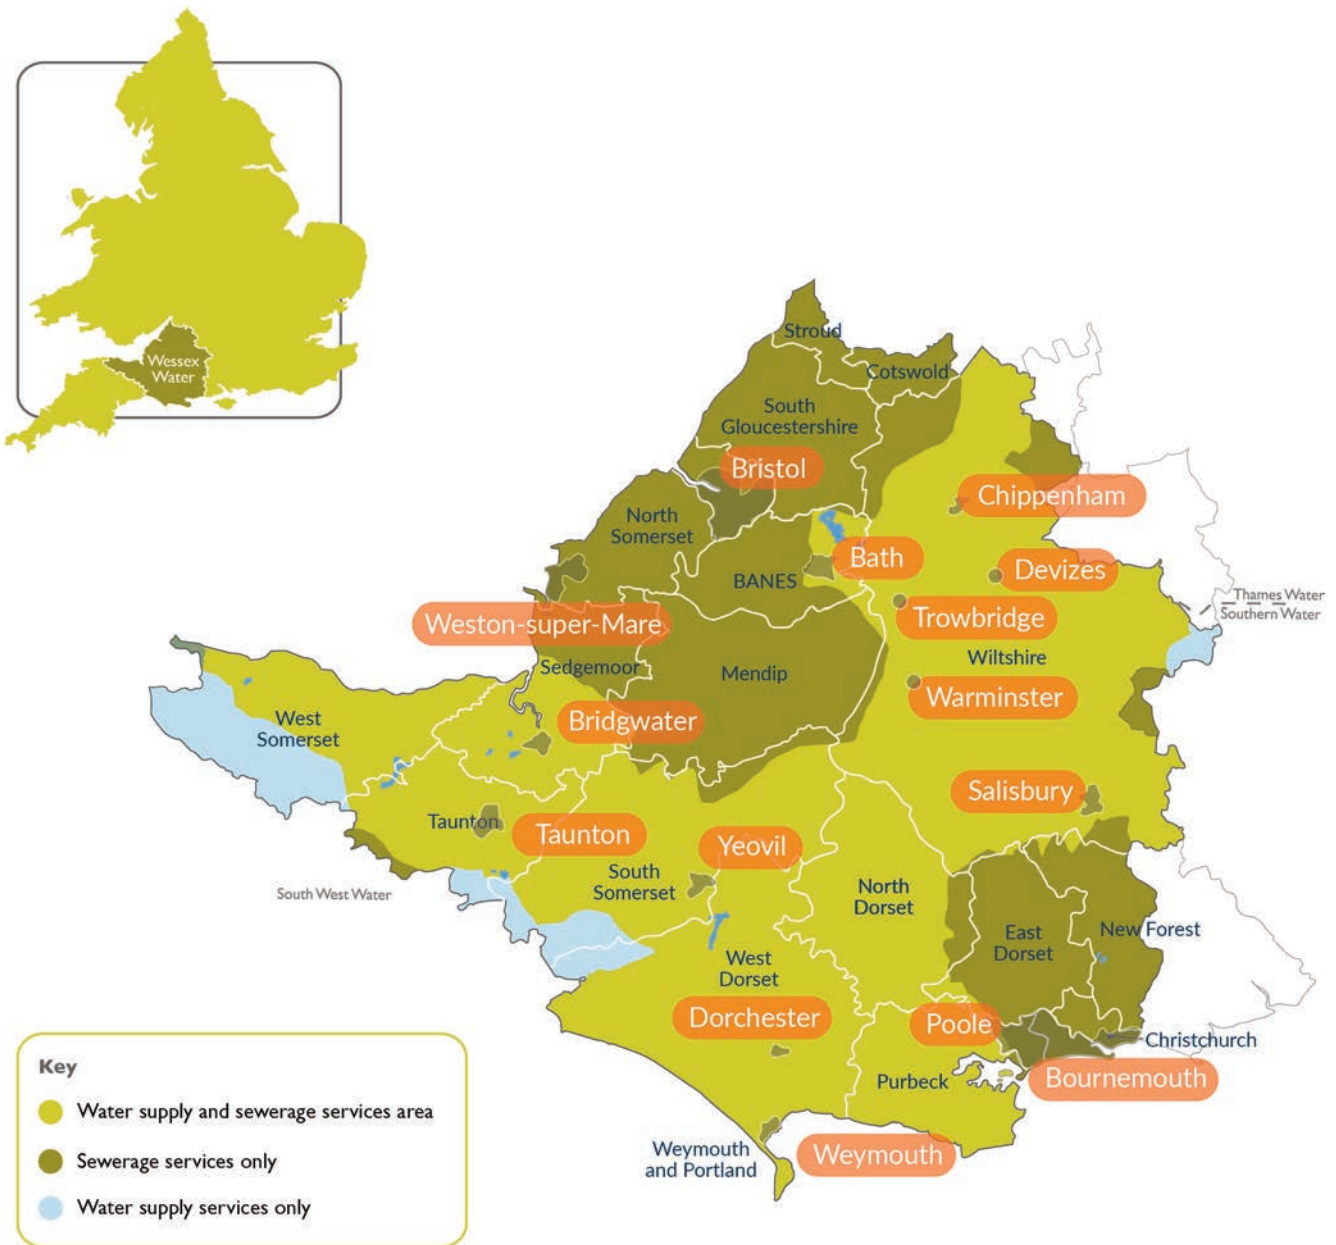 Wessex
Water
Stroud
Cotswold
South
Gloucestershire
Bristol
Chippenham
North
Somerset
Bath
BANES
Devizes
Thames Water
Southern Water
Trowbridge
Weston-super-Mare
Wiltshire
Sedgemoor
Mendip
Warminster
West
Somerset
Bridgwater
Salisbury
Taunton
Taunton
Yeovil
South
Somerset
South West Water
North
Dorset
East
Dorset
New Forest
West
Dorset
Dorchester
Poole
Christchurch
Purbeck
Bournemouth
Weymouth
and Portland
Weymouth
Key
Water supply and sewerage services area
Sewerage services only
Water supply services only